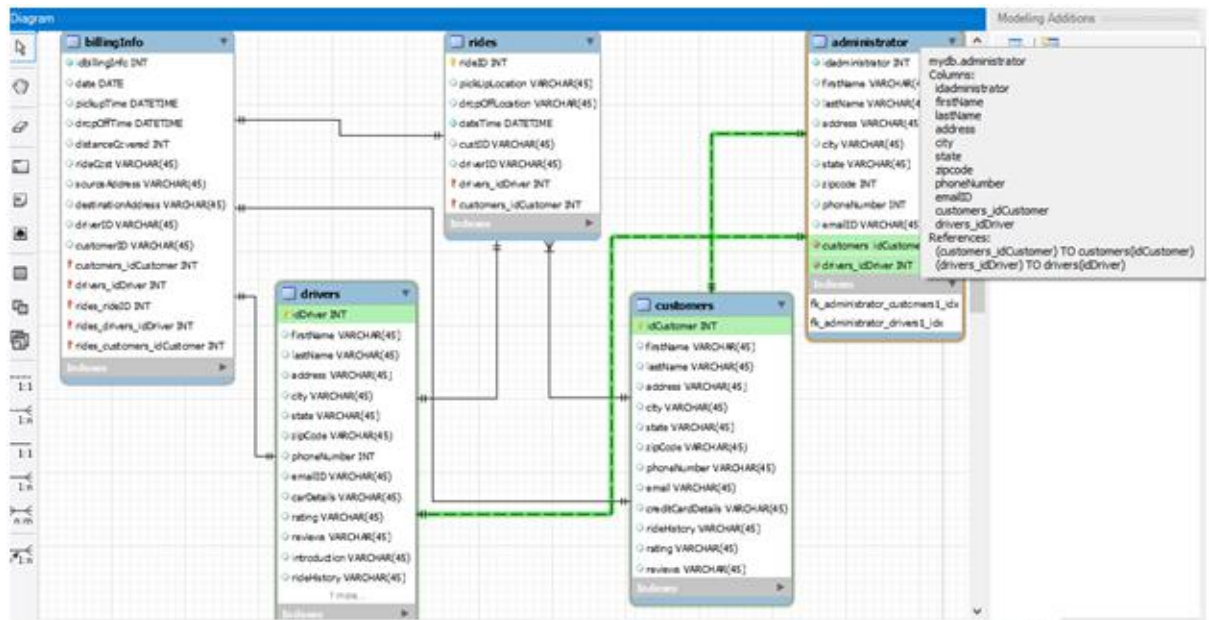 Diagram
Modeling Additions
billingInfo
idbillingInfo INT
date DATE
pickupTime DATETIME
dropOffTime DATETIME
distanceCovered INT
rideCost VARCHAR(45)
sourceAddress VARCHAR(45)
destinationAddress VARCHAR(45)
driverID VARCHAR(45)
customerID VARCHAR(45)
customers_idCustomer INT
drivers_idDriver INT
rides_rideID INT
rides_drivers_idDriver INT
rides_customers_idCustomer INT
Indexes
rides
rideID INT
pickUpLocation VARCHAR(45)
dropOffLocation VARCHAR(45)
dateTime DATETIME
custID VARCHAR(45)
driverID VARCHAR(45)
drivers_idDriver INT
customers_idCustomer INT
Indexes
administrator
idadministrator INT
firstName VARCHAR(
lastName VARCHAR(4
address VARCHAR(45
city VARCHAR(45)
state VARCHAR(45)
zipcode INT
phoneNumber INT
emailID VARCHAR(45)
customers_idCustome
drivers_idDriver INT
Indexes
fk_administrator_customers1_idx
fk_administrator_drivers1_idx
mydb.administrator
Columns:
idadministrator
firstName
lastName
address
city
state
zipcode
phoneNumber
emailID
customers_idCustomer
drivers_idDriver
References:
(customers_idCustomer) TO customers(idCustomer)
(drivers_idDriver) TO drivers(idDriver)
drivers
idDriver INT
firstName VARCHAR(45)
lastName VARCHAR(45)
address VARCHAR(45)
city VARCHAR(45)
state VARCHAR(45)
zipCode VARCHAR(45)
phoneNumber INT
emailID VARCHAR(45)
carDetails VARCHAR(45)
rating VARCHAR(45)
reviews VARCHAR(45)
introduction VARCHAR(45)
rideHistory VARCHAR(45)
1 more...
Indexes
customers
idCustomer INT
firstName VARCHAR(45)
lastName VARCHAR(45)
address VARCHAR(45)
city VARCHAR(45)
state VARCHAR(45)
zipCode VARCHAR(45)
phoneNumber VARCHAR(45)
email VARCHAR(45)
creditCardDetails VARCHAR(45)
rideHistory VARCHAR(45)
rating VARCHAR(45)
reviews VARCHAR(45)
Indexes
1:1
1:n
1:1
1:n
n:m
1:n